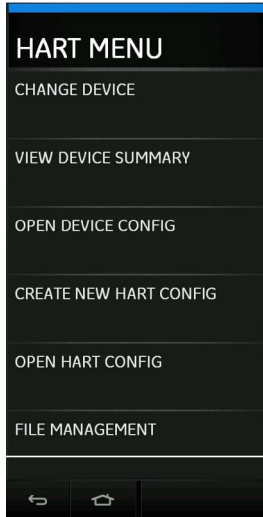 HART MENU
CHANGE DEVICE
VIEW DEVICE SUMMARY
OPEN DEVICE CONFIG
CREATE NEW HART CONFIG
OPEN HART CONFIG
FILE MANAGEMENT